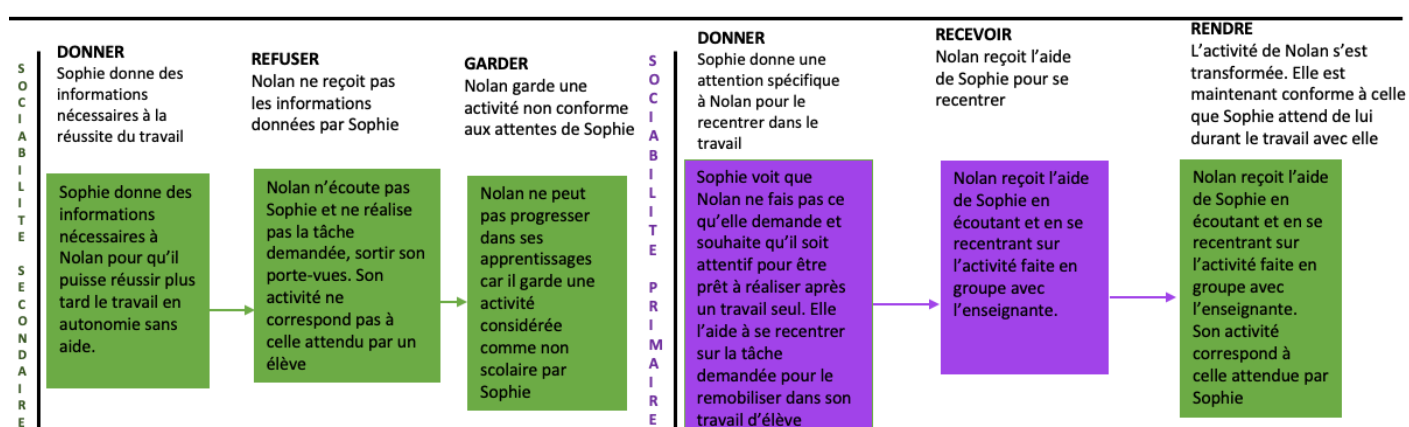 SOCIABILITE SECONDAIRE
DONNER
Sophie donne des
informations
nécessaires à la
réussite du travail
REFUSER
Nolan ne reçoit pas
les informations
données par Sophie
GARDER
Nolan garde une
activité non conforme
aux attentes de Sophie
Sophie donne des
informations
nécessaires à
Nolan pour qu’il
puisse réussir plus
tard le travail en
autonomie sans
aide.
Nolan n’écoute pas
Sophie et ne réalise
pas la tâche
demandée, sortir son
porte-vues. Son
activité ne
correspond pas à
celle attendu par un
élève
Nolan ne peut
pas progresser
dans ses
apprentissages
car il garde une
activité
considérée
comme non
scolaire par
Sophie
SOCIABILITE PRIMAIRE
DONNER
Sophie donne une
attention spécifique
à Nolan pour le
recentrer dans le
travail
RECEVOIR
Nolan reçoit l’aide
de Sophie pour se
recentrer
RENDRE
L’activité de Nolan s’est
transformée. Elle est
maintenant conforme à celle
que Sophie attend de lui
durant le travail avec elle
Sophie voit que
Nolan ne fais pas ce
qu’elle demande et
souhaite qu’il soit
attentif pour être
prêt à réaliser après
un travail seul. Elle
l’aide à se recentrer
sur la tâche
demandée pour le
remobiliser dans son
travail d’élève
Nolan reçoit l’aide
de Sophie en
écoutant et en se
recentrant sur
l’activité faite en
groupe avec
l’enseignante.
Nolan reçoit l’aide
de Sophie en
écoutant et en se
recentrant sur
l’activité faite en
groupe avec
l’enseignante.
Son activité
correspond à
celle attendue par
Sophie